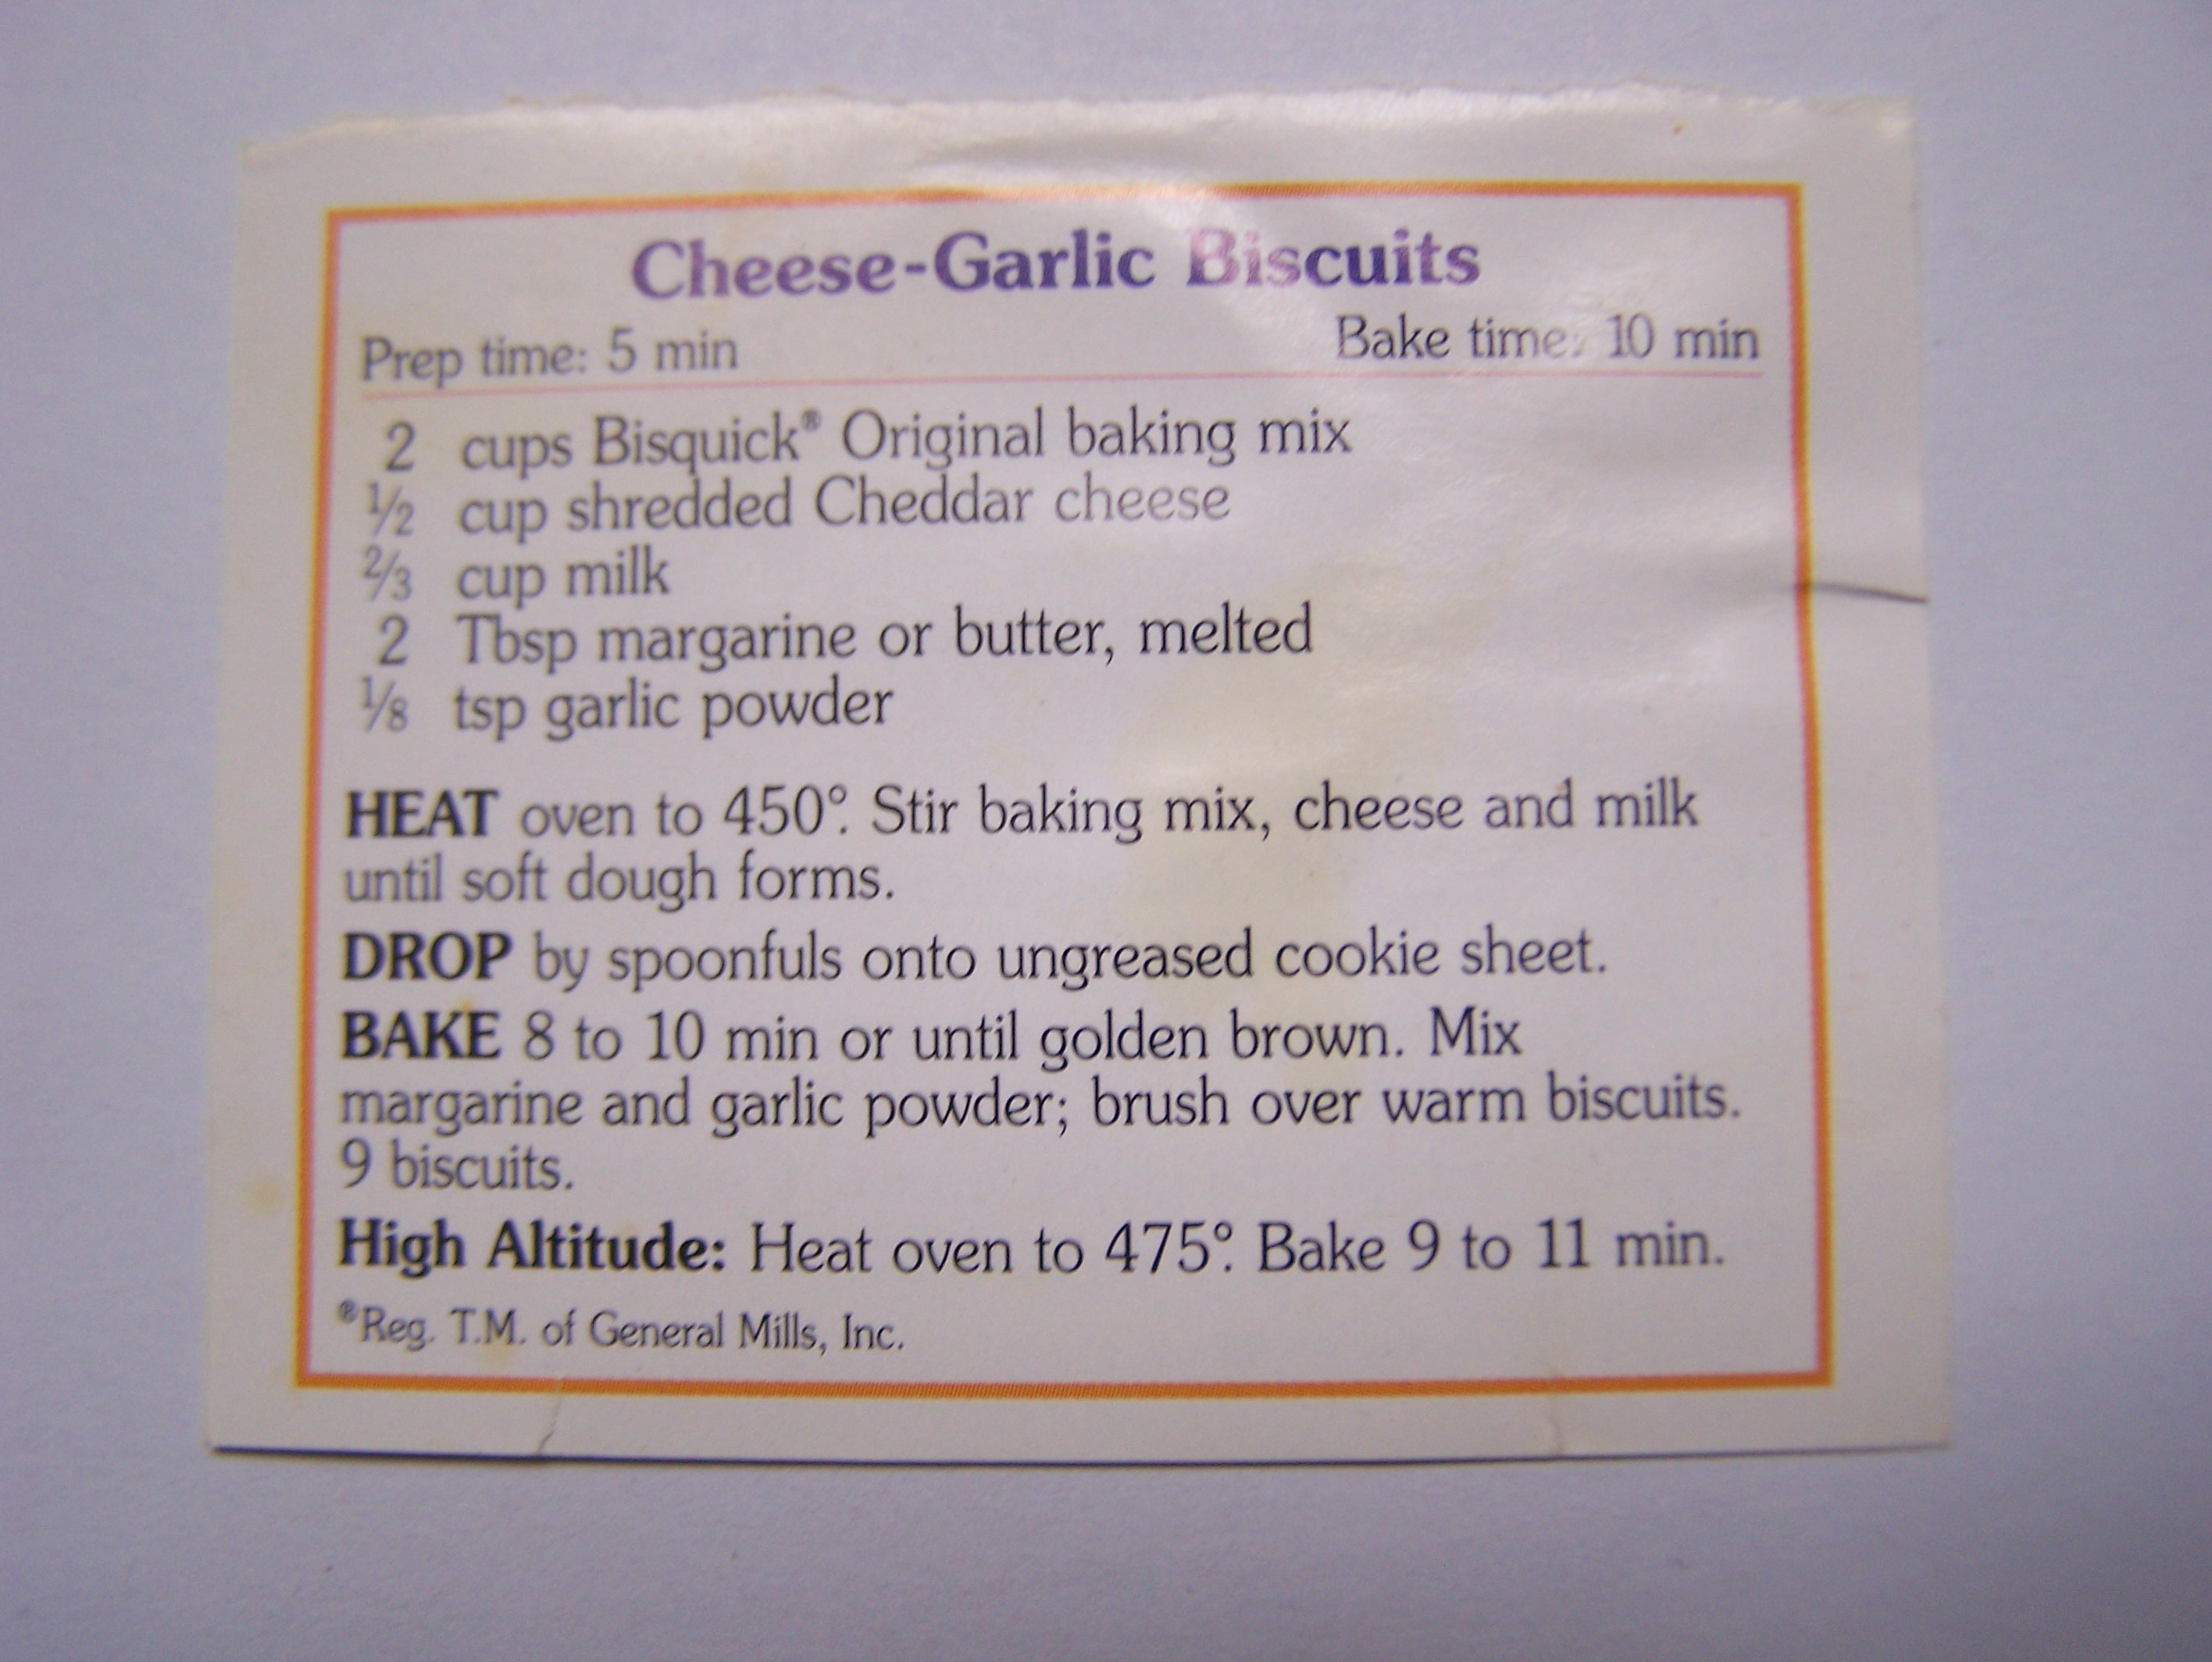 Cheese-Garlic Biscuits
Prep time: 5 min Bake time: 10 min
2 cups Bisquick® Original baking mix
½ cup shredded Cheddar cheese
⅔ cup milk
2 Tbsp margarine or butter, melted
⅛ tsp garlic powder
HEAT oven to 450°. Stir baking mix, cheese and milk
until soft dough forms.
DROP by spoonfuls onto ungreased cookie sheet.
BAKE 8 to 10 min or until golden brown. Mix
margarine and garlic powder; brush over warm biscuits.
9 biscuits.
High Altitude: Heat oven to 475°. Bake 9 to 11 min.
®Reg. T.M. of General Mills, Inc.